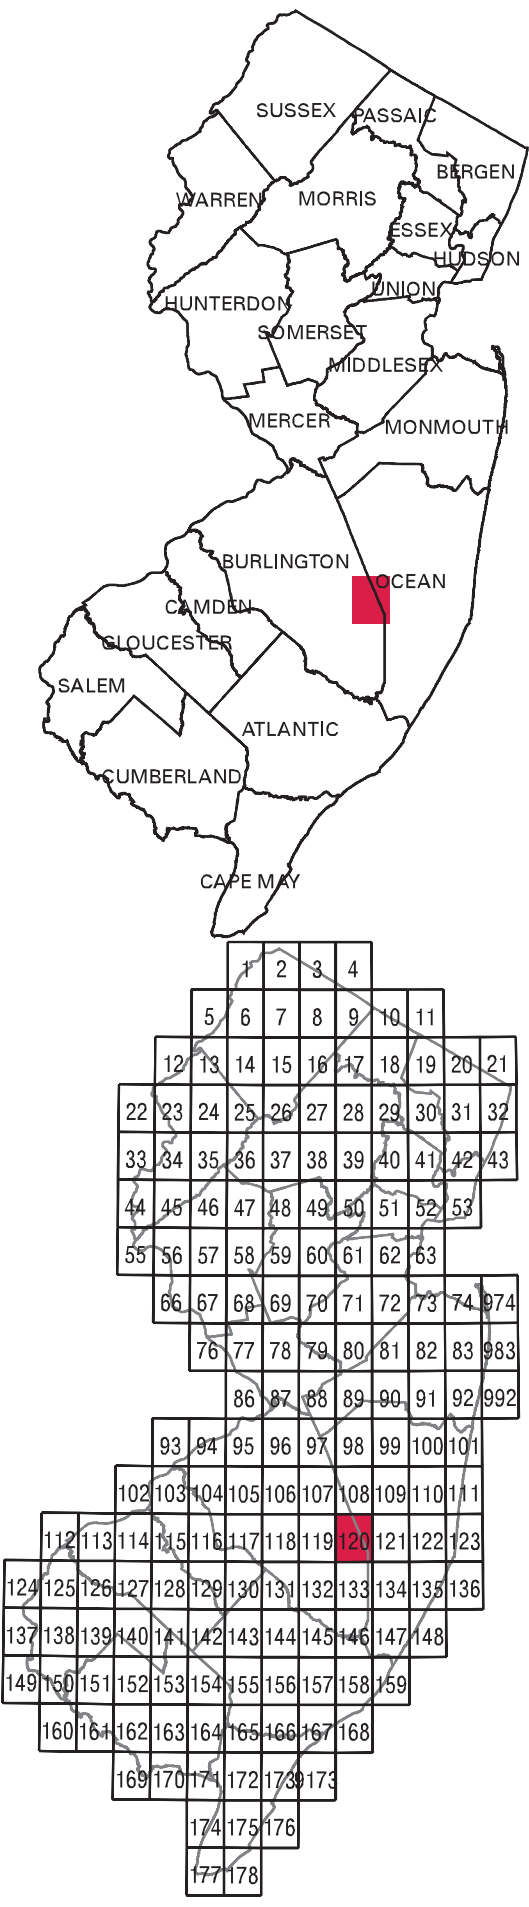 SUSSEX
PASSAIC
BERGEN
WARREN
MORRIS
ESSEX
HUDSON
UNION
HUNTERDON
SOMERSET
MIDDLESEX
MERCER
MONMOUTH
BURLINGTON
OCEAN
CAMDEN
GLOUCESTER
SALEM
ATLANTIC
CUMBERLAND
CAPE MAY
1 2 3 4
5 6 7 8 9 10 11
12 13 14 15 16 17 18 19 20 21
22 23 24 25 26 27 28 29 30 31 32
33 34 35 36 37 38 39 40 41 42 43
44 45 46 47 48 49 50 51 52 53
55 56 57 58 59 60 61 62 63
66 67 68 69 70 71 72 73 74 974
76 77 78 79 80 81 82 83 983
86 87 88 89 90 91 92 992
93 94 95 96 97 98 99 100 101
102 103 104 105 106 107 108 109 110 111
112 113 114 115 116 117 118 119 120 121 122 123
124 125 126 127 128 129 130 131 132 133 134 135 136
137 138 139 140 141 142 143 144 145 146 147 148
149 150 151 152 153 154 155 156 157 158 159
160 161 162 163 164 165 166 167 168
169 170 171 172 173 9173
174 175 176
177 178